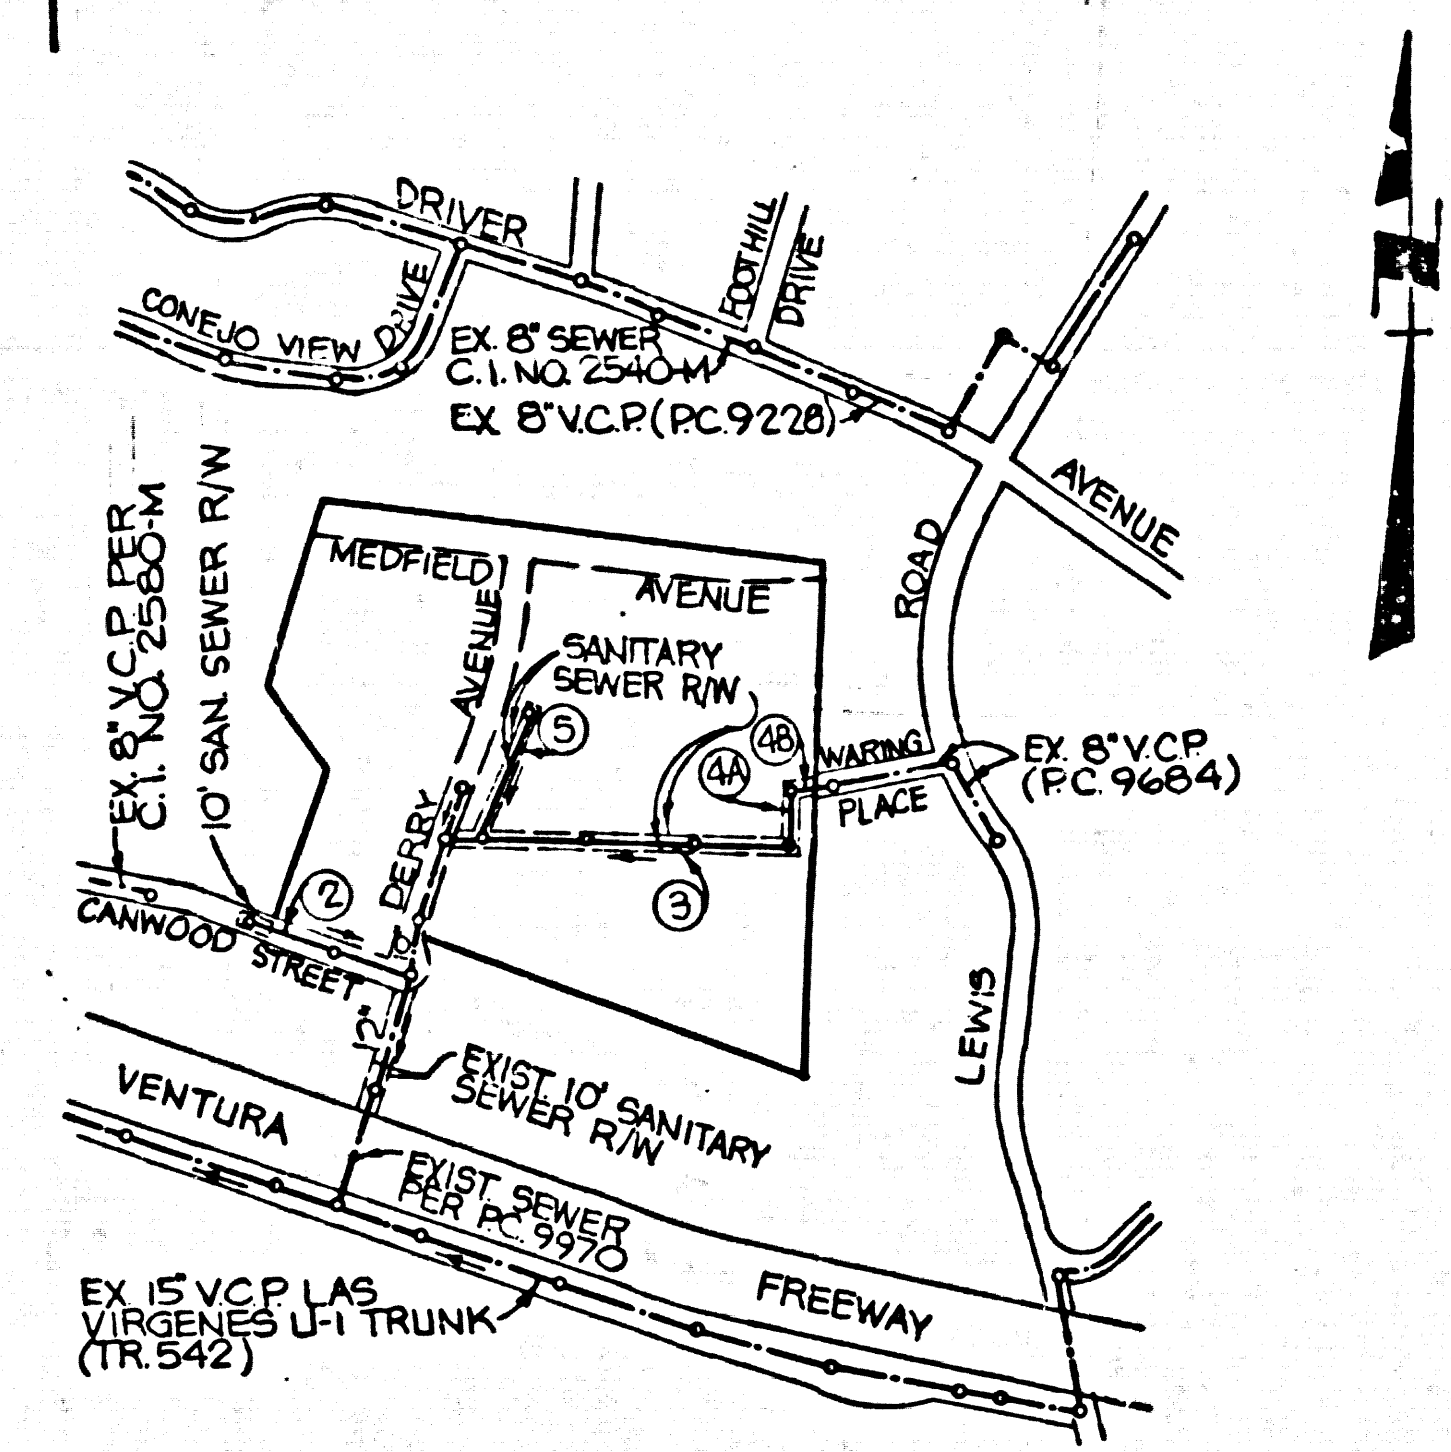 DRIVER
FOOTHILL
DRIVE
CONEJO VIEW
DRIVE
EX. 8" SEWER
C.I. NO. 2540-M
EX 8" V.C.P. (P.C. 9228)
AVENUE
ROAD
EX. 8" V.C.P. PER
C.I. NO. 2580-M
10' SAN. SEWER R/W
MEDFIELD
AVENUE
AVENUE
SANITARY
SEWER R/W
5
4B
4A
WARING
PLACE
EX. 8" V.C.P.
(P.C. 9684)
DERRY
3
2
CANWOOD
STREET
LEWIS
12"
EXIST. 10' SANITARY
SEWER R/W
VENTURA
EXIST. SEWER
PER P.C. 9970
FREEWAY
EX 15" V.C.P. LAS
VIRGENES U-1 TRUNK
(TR. 542)